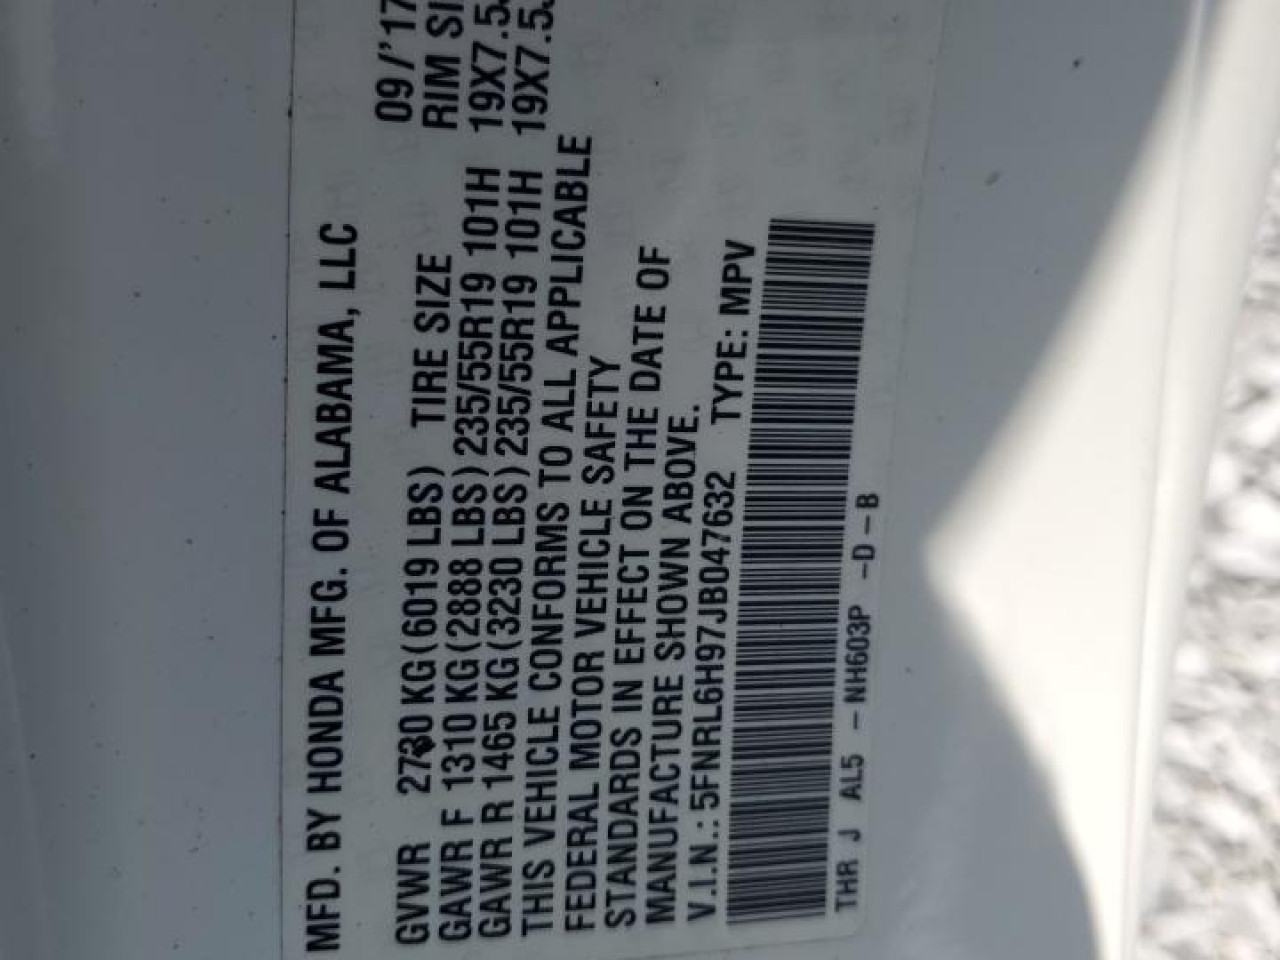 MFD. BY HONDA MFG. OF ALABAMA, LLC
09/'17
GVWR 2730 KG (6019 LBS) TIRE SIZE RIM SI
GAWR F 1310 KG (2888 LBS) 235/55R19 101H 19X7.5
GAWR R 1465 KG (3230 LBS) 235/55R19 101H 19X7.5
THIS VEHICLE CONFORMS TO ALL APPLICABLE
FEDERAL MOTOR VEHICLE SAFETY
STANDARDS IN EFFECT ON THE DATE OF
MANUFACTURE SHOWN ABOVE.
V.I.N.: 5FNRL6H97JB047632 TYPE: MPV
THR J AL5 - NH603P -D-B